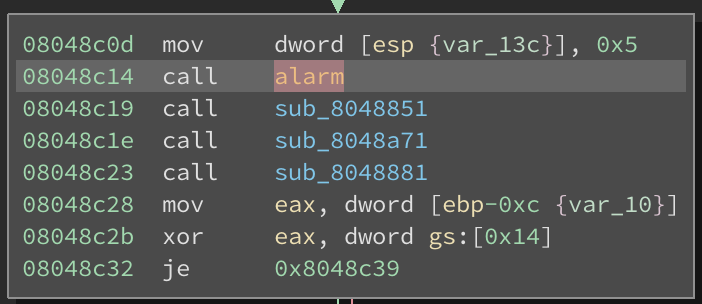 08048c0d mov dword [esp {var_13c}], 0x5
08048c14 call alarm
08048c19 call sub_8048851
08048c1e call sub_8048a71
08048c23 call sub_8048881
08048c28 mov eax, dword [ebp-0xc {var_10}]
08048c2b xor eax, dword gs:[0x14]
08048c32 je 0x8048c39